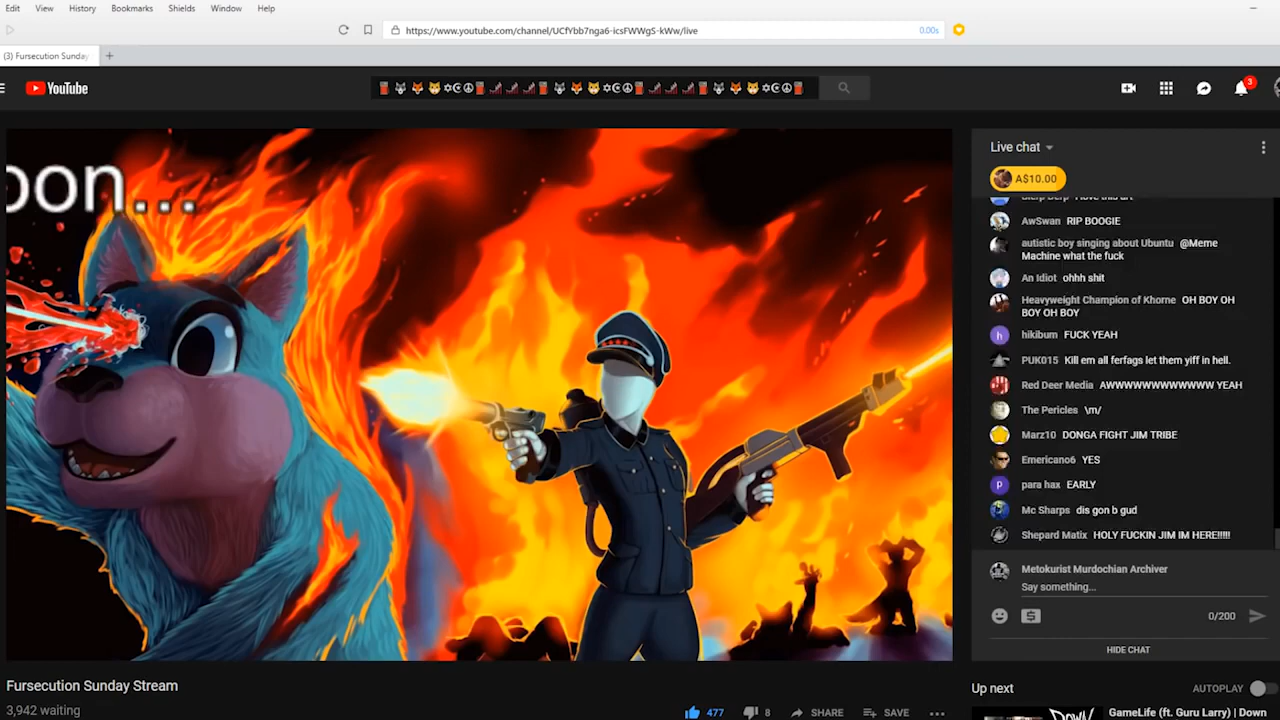 Edit View History Bookmarks Shields Window Help
https://www.youtube.com/channel/UCfYbb7nga6-icsFWWgS-kWw/live 0.00s
(3) Fursecution Sunday
YouTube
3
oon...
Live chat
A$10.00
AwSwan RIP BOOGIE
autistic boy singing about Ubuntu @Meme
Machine what the fuck
An Idiot ohhh shit
Heavyweight Champion of Khorne OH BOY OH
BOY OH BOY
hikibum FUCK YEAH
PUK015 Kill em all ferfags let them yiff in hell.
Red Deer Media AWWWWWWWWWWWW YEAH
The Pericles \m/
Marz10 DONGA FIGHT JIM TRIBE
Emericano6 YES
para hax EARLY
Mc Sharps dis gon b gud
Shepard Matix HOLY FUCKIN JIM IM HERE!!!!!
Metokurist Murdochian Archiver
Say something...
0/200
HIDE CHAT
Fursecution Sunday Stream
3,942 waiting
477 8 SHARE SAVE
Up next AUTOPLAY
GameLife (ft. Guru Larry) | Down
DOWN